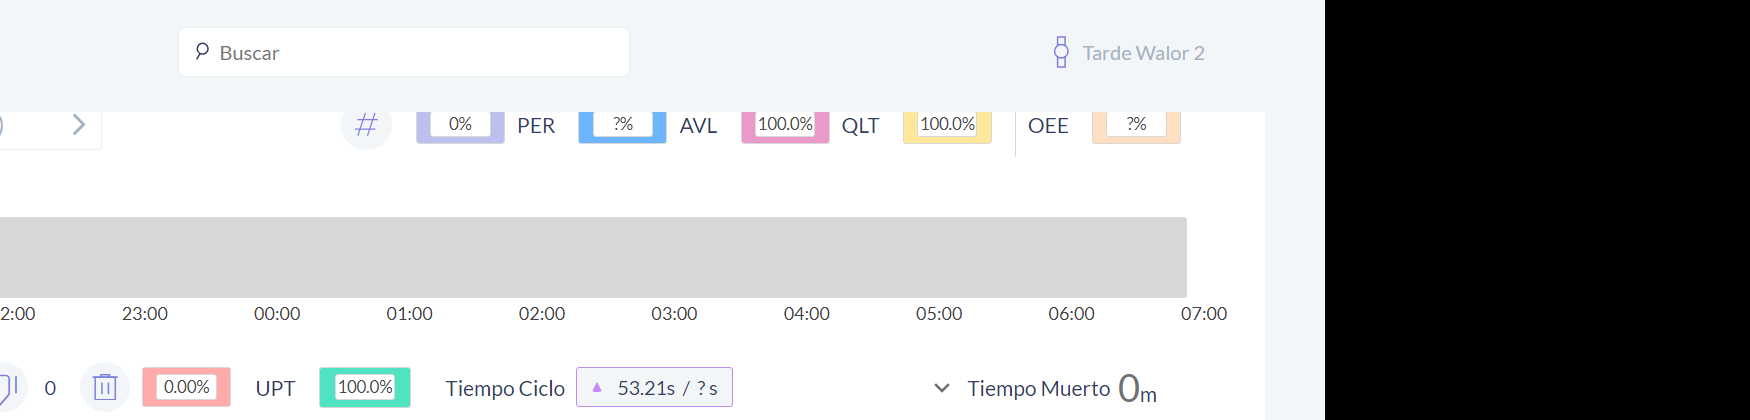 Buscar
Tarde Walor 2
0% PER ?% AVL 100.0% QLT 100.0% OEE ?%
2:00 23:00 00:00 01:00 02:00 03:00 04:00 05:00 06:00 07:00
0 0.00% UPT 100.0% Tiempo Ciclo 53.21s / ? s Tiempo Muerto 0m